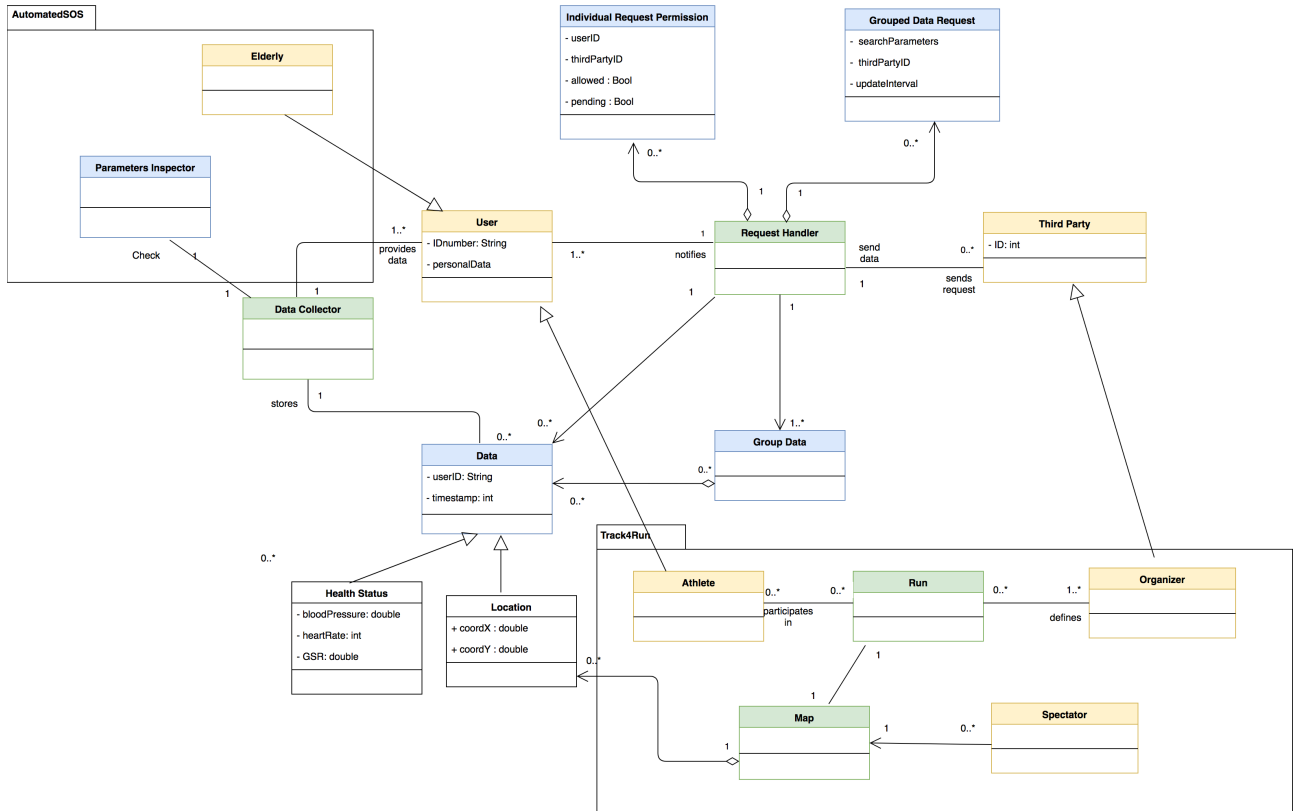 AutomatedSOS
Elderly
Parameters Inspector
Check
1
1
Individual Request Permission
- userID
- thirdPartyID
- allowed : Bool
- pending : Bool
Grouped Data Request
- searchParameters
- thirdPartyID
- updateInterval
0..*
0..*
1
1
User
- IDnumber: String
- personalData
1..*
provides
data
1
1..*
1
notifies
Request Handler
send
data
1
0..*
sends
request
Third Party
- ID: int
Data Collector
stores
1
0..*
1
0..*
1
1..*
Data
- userID: String
- timestamp: int
Group Data
0..*
0..*
0..*
Health Status
- bloodPressure: double
- heartRate: int
- GSR: double
Location
+ coordX : double
+ coordY : double
Track4Run
Athlete
0..*
participates
in
0..*
Run
0..*
1..*
defines
Organizer
1
1
0..*
Map
1
1
0..*
Spectator